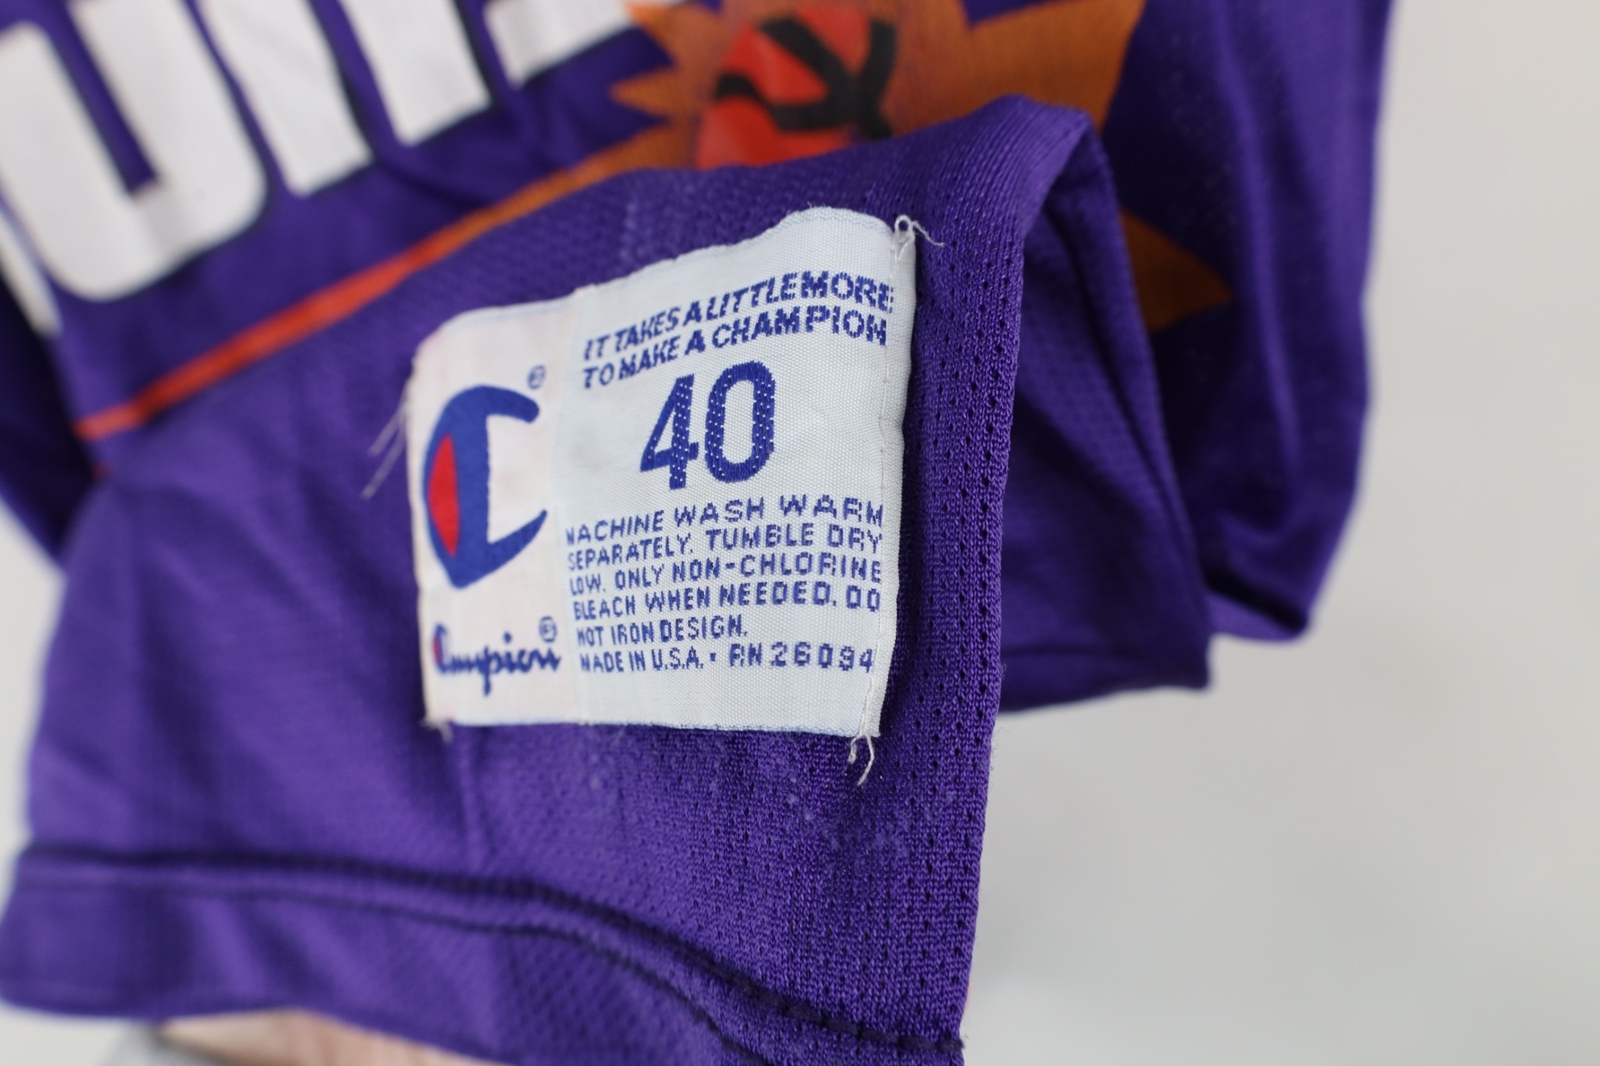 IT TAKES A LITTLE MORE
TO MAKE A CHAMPION
40
MACHINE WASH WARM
SEPARATELY. TUMBLE DRY
LOW. ONLY NON-CHLORINE
BLEACH WHEN NEEDED. DO
NOT IRON DESIGN.
MADE IN U.S.A. · RN 26094
Champion®